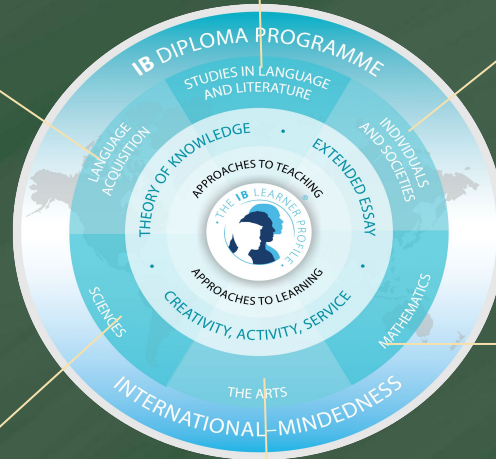 IB DIPLOMA PROGRAMME
STUDIES IN LANGUAGE
AND LITERATURE
LANGUAGE
ACQUISITION
INDIVIDUALS
AND SOCIETIES
THEORY OF KNOWLEDGE
•
EXTENDED ESSAY
APPROACHES TO TEACHING
• THE IB LEARNER PROFILE •
®
APPROACHES TO LEARNING
•
CREATIVITY, ACTIVITY, SERVICE
•
SCIENCES
MATHEMATICS
THE ARTS
INTERNATIONAL-MINDEDNESS